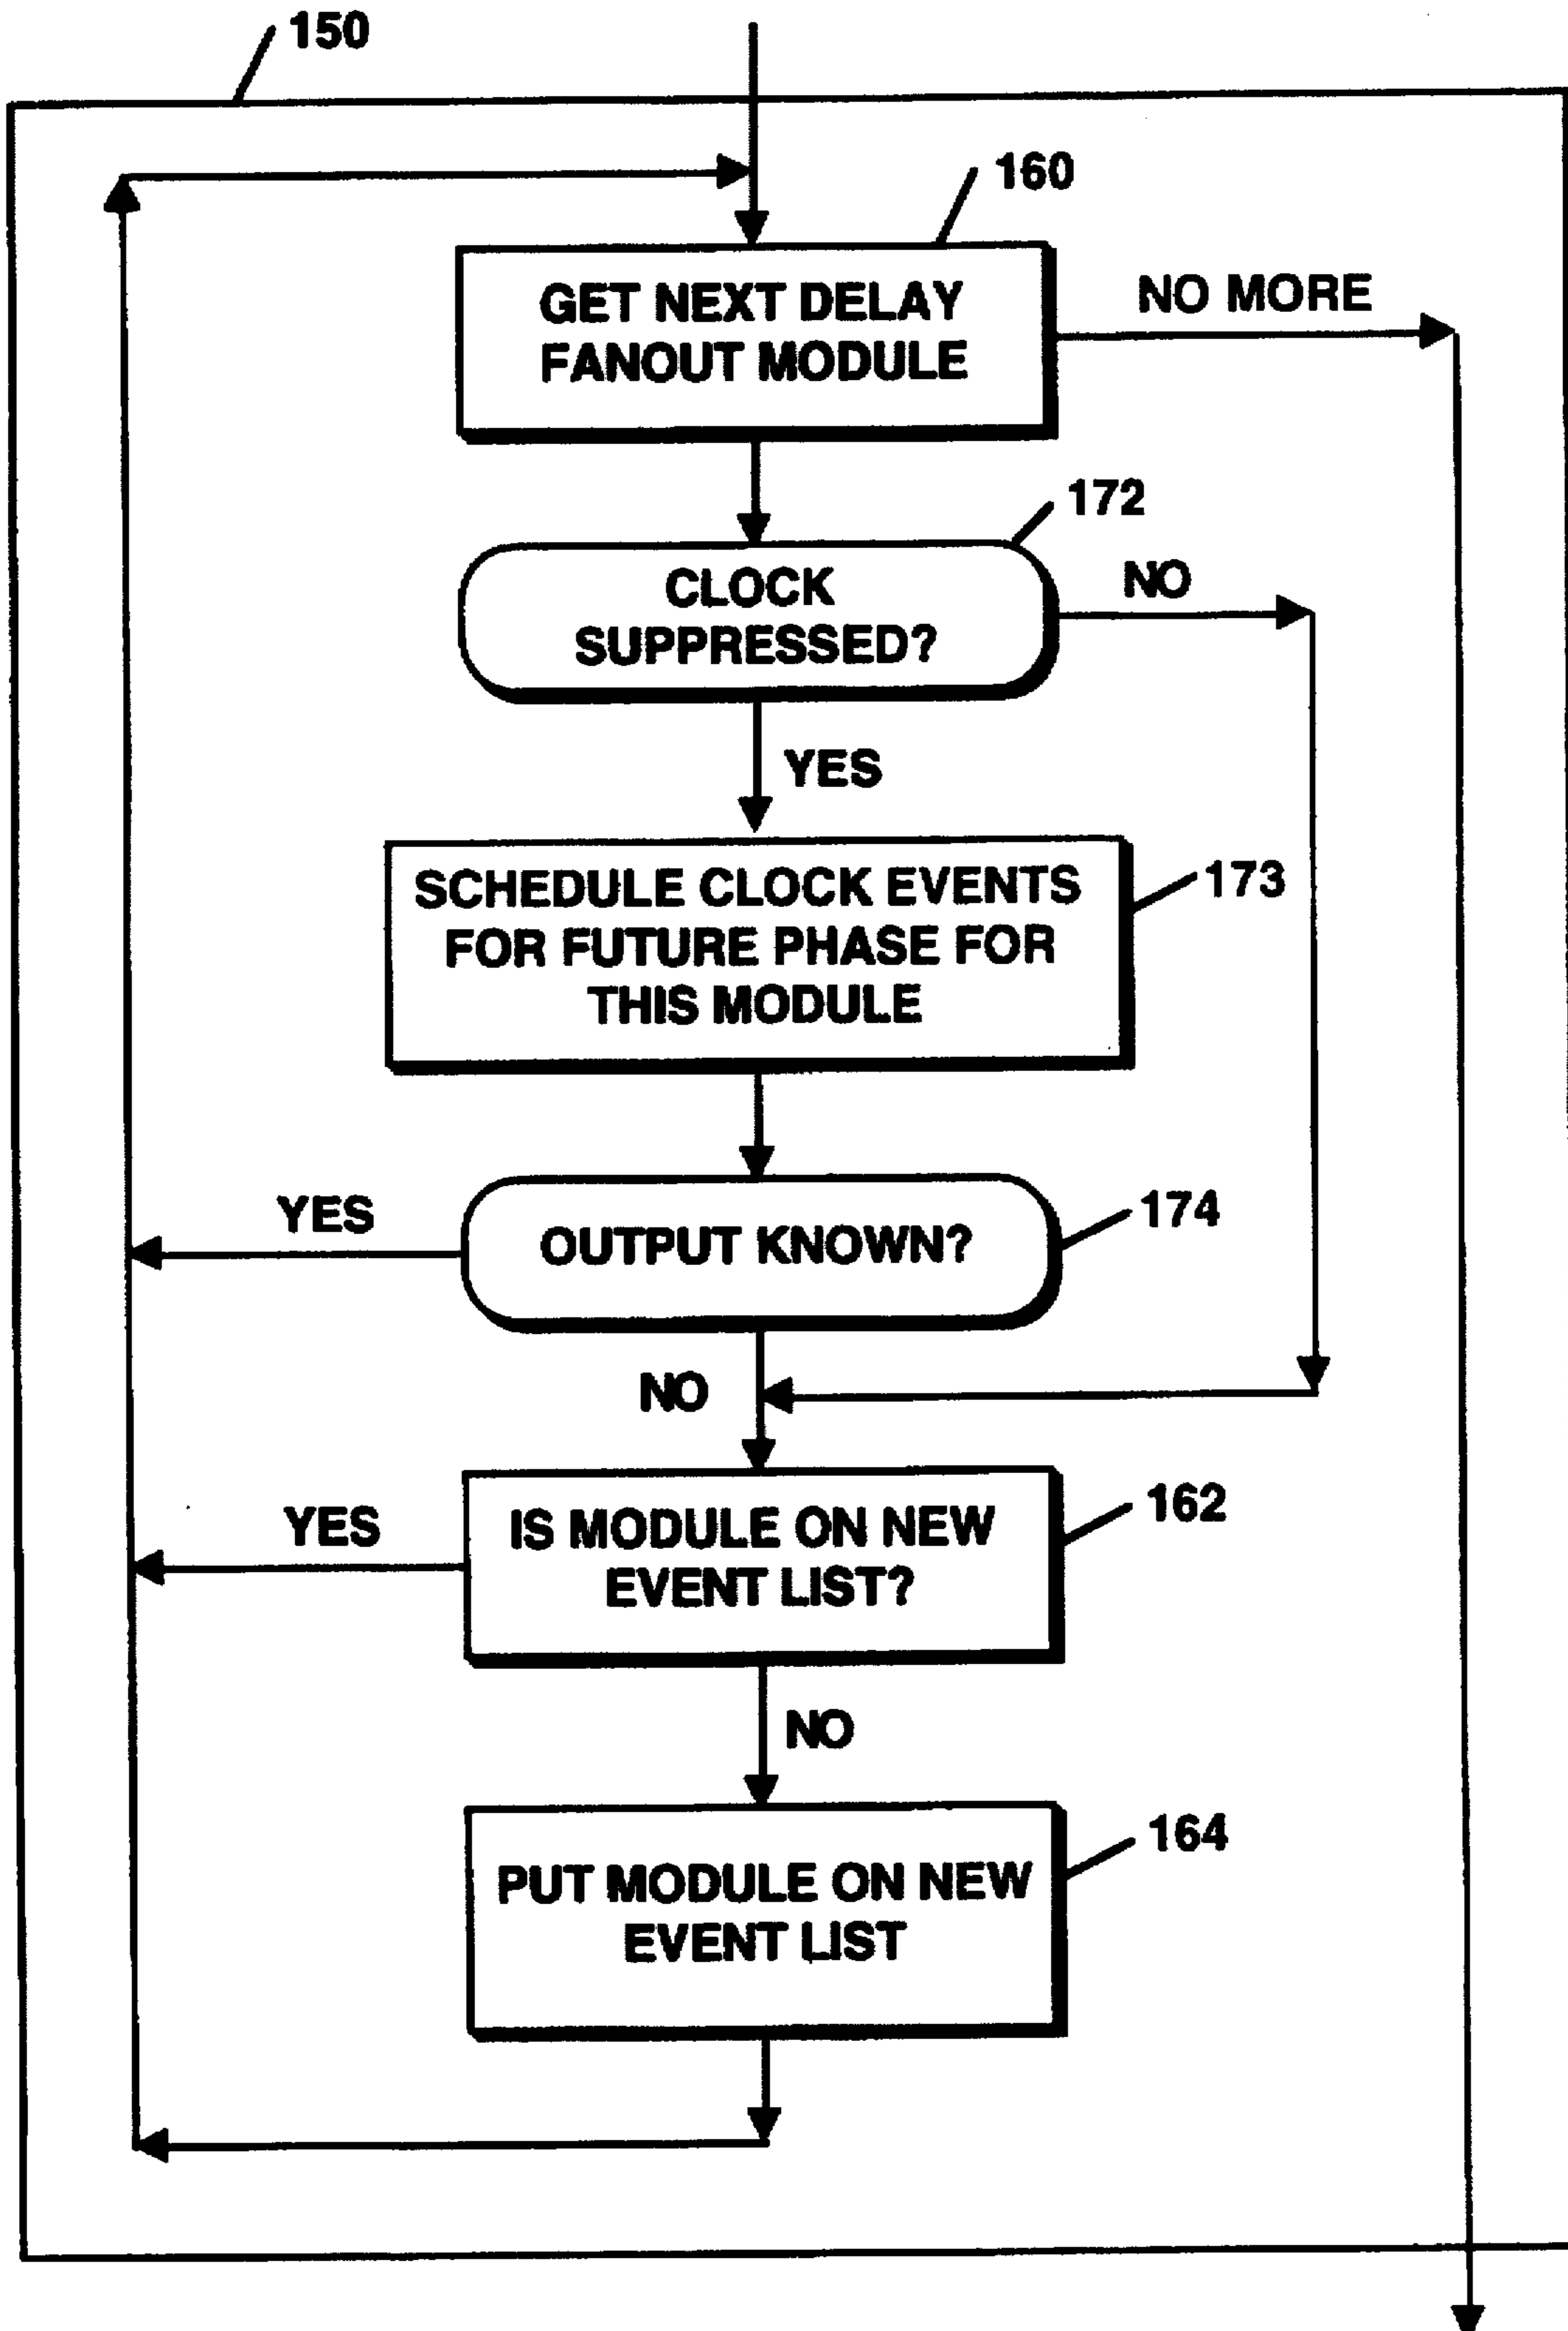 150
160
GET NEXT DELAY
FANOUT MODULE
NO MORE
172
CLOCK
SUPPRESSED?
NO
YES
SCHEDULE CLOCK EVENTS
FOR FUTURE PHASE FOR
THIS MODULE
173
YES
OUTPUT KNOWN?
174
NO
YES
IS MODULE ON NEW
EVENT LIST?
162
NO
PUT MODULE ON NEW
EVENT LIST
164